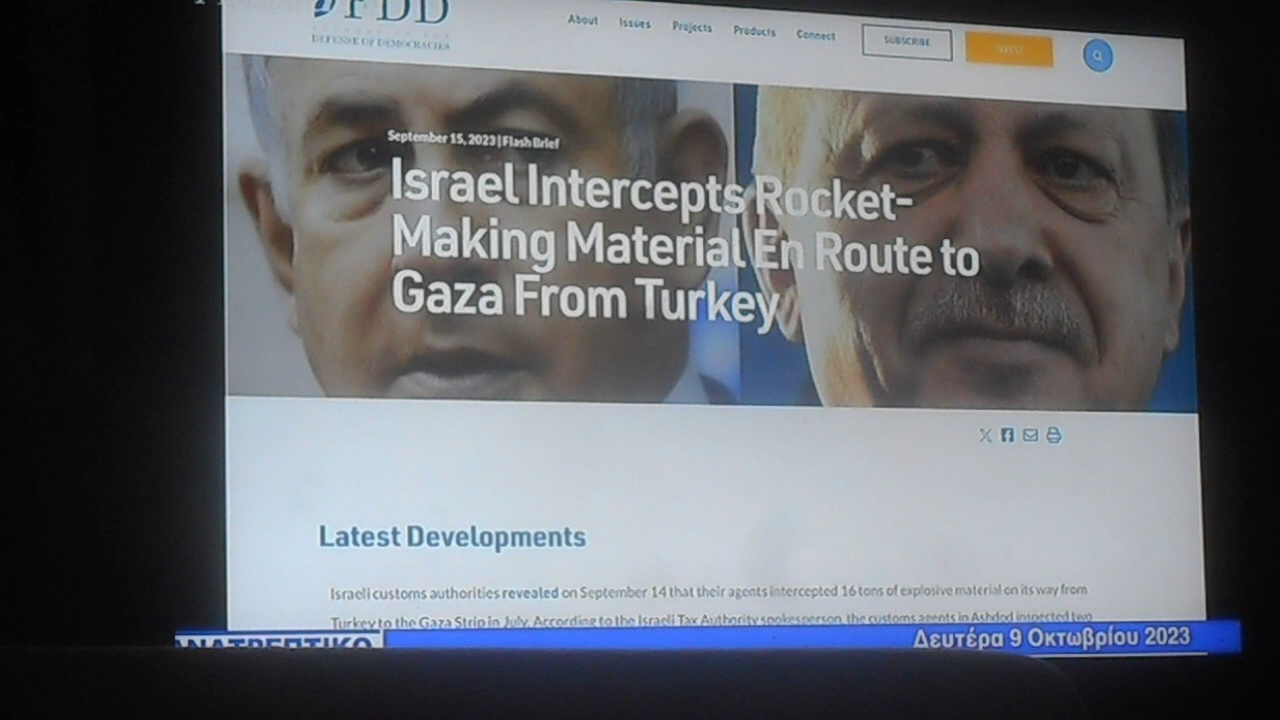 FDD
DEFENSE OF DEMOCRACIES
About Issues Projects Products Connect SUBSCRIBE INVEST
September 15, 2023 | Flash Brief
Israel Intercepts Rocket-
Making Material En Route to
Gaza From Turkey
Latest Developments
Israeli customs authorities revealed on September 14 that their agents intercepted 16 tons of explosive material on its way from
Turkey to the Gaza Strip in July. According to the Israeli Tax Authority spokesperson, the customs agents in Ashdod inspected two
ΑΝΑΤΡΕΠΤΙΚΟ
Δευτέρα 9 Οκτωβρίου 2023